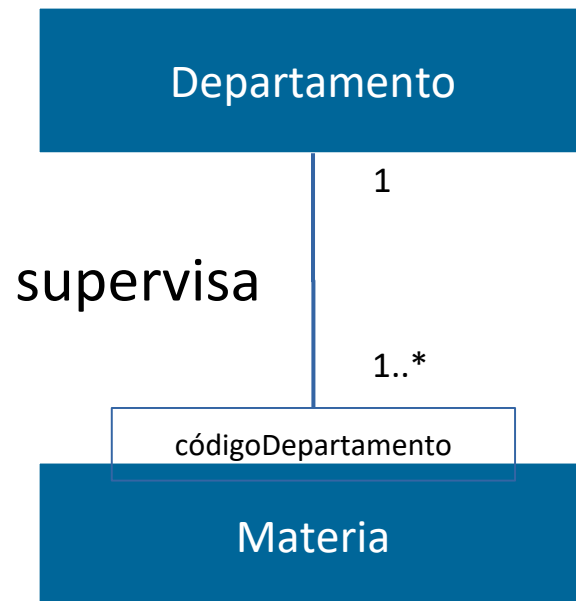 Departamento
1
supervisa
1..*
códigoDepartamento
Materia